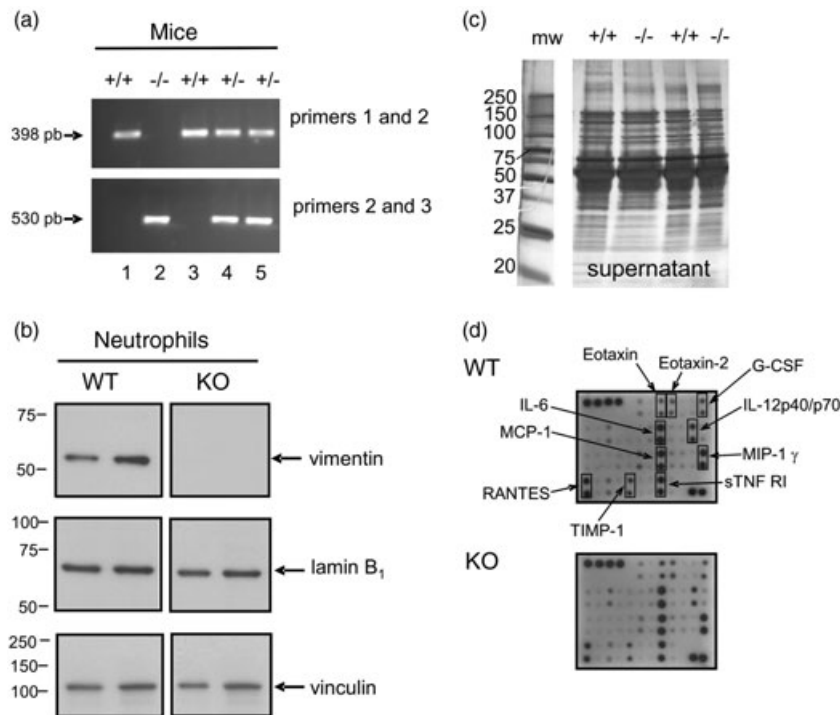 (a)
Mice
+/+ -/- +/+ +/- +/-
398 pb
primers 1 and 2
530 pb
primers 2 and 3
1 2 3 4 5
(b)
Neutrophils
WT KO
75
50
vimentin
100
75
50
lamin B₁
250
150
100
vinculin
(c)
mw +/+ -/- +/+ -/-
250
150
100
75
50
37
25
20
supernatant
(d)
WT
Eotaxin
Eotaxin-2
G-CSF
IL-6
IL-12p40/p70
MCP-1
MIP-1 γ
RANTES
sTNF RI
TIMP-1
KO